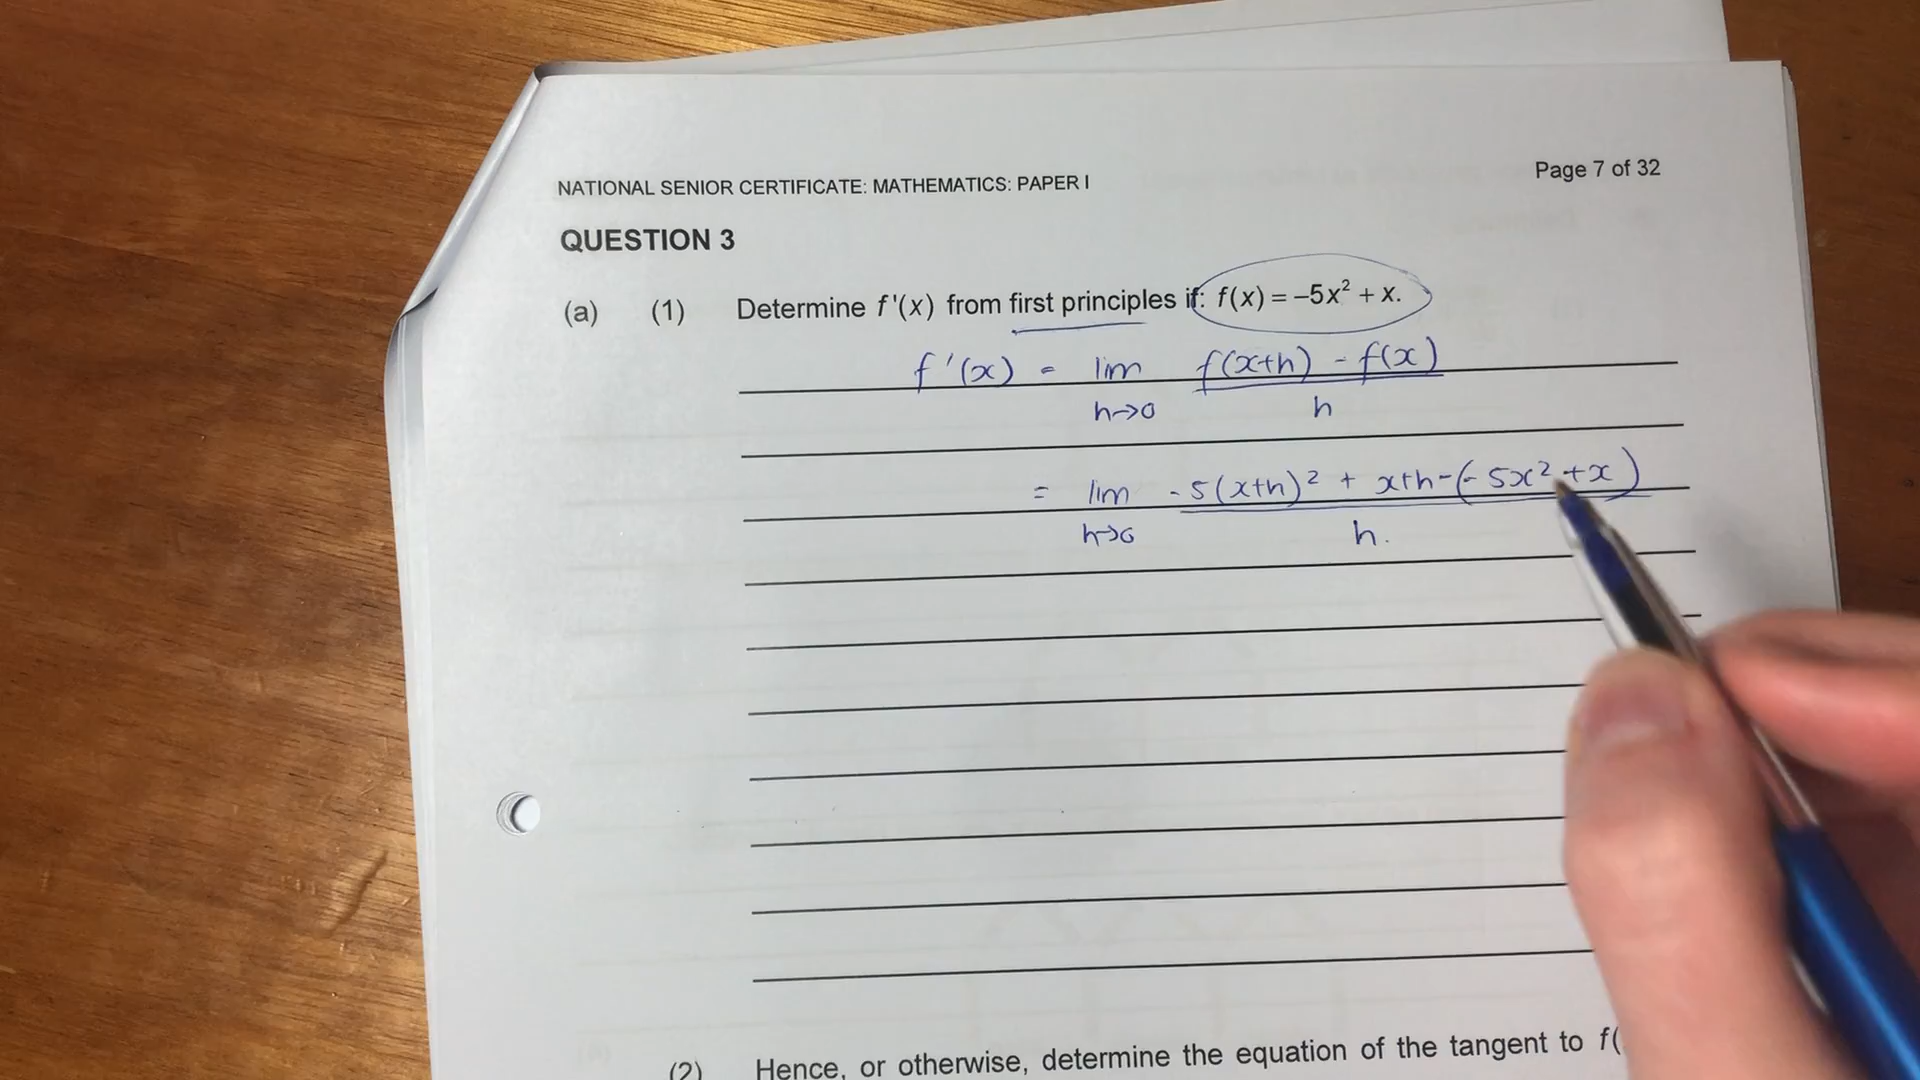 NATIONAL SENIOR CERTIFICATE: MATHEMATICS: PAPER I
Page 7 of 32
QUESTION 3
(a) (1) Determine f'(x) from first principles if: f(x) = –5x² + x.
f'(x) = lim f(x+h) - f(x)
h→0 h
= lim -5(x+h)² + x+h-(-5x²+x)
h→0 h.
(2) Hence, or otherwise, determine the equation of the tangent to f(